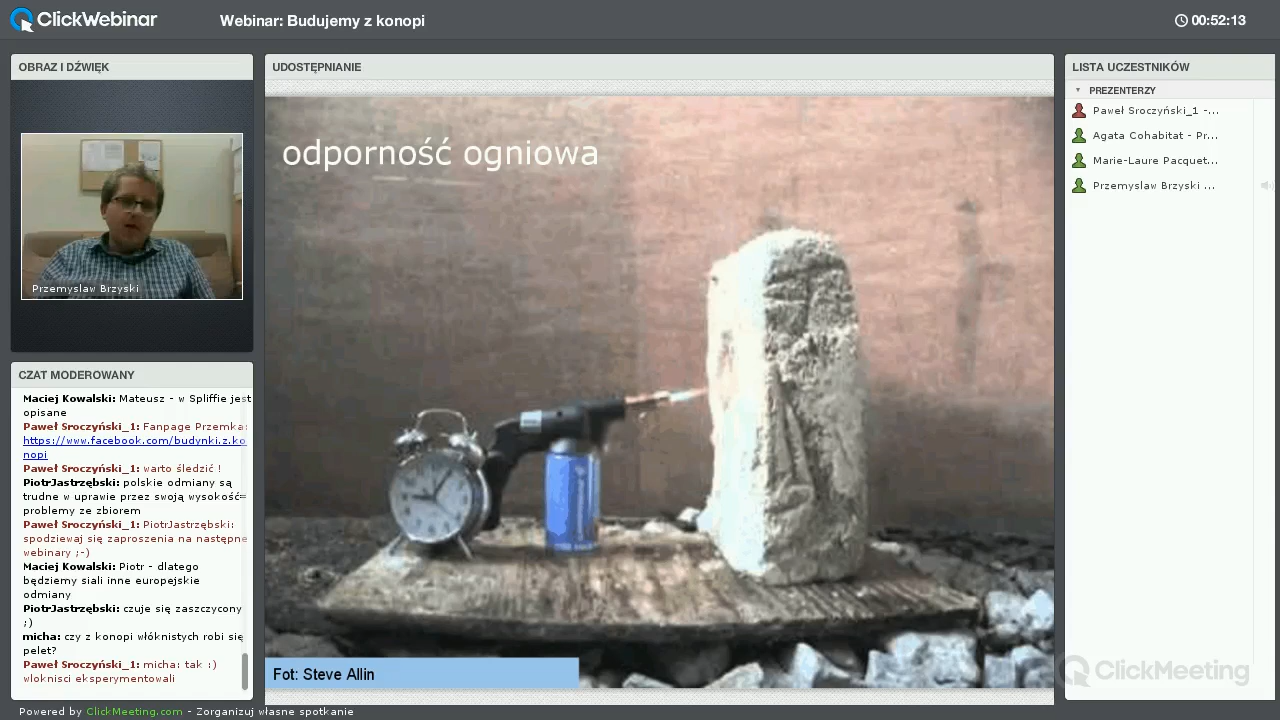 ClickWebinar
Webinar: Budujemy z konopi
00:52:13
OBRAZ I DŹWIĘK
Przemyslaw Brzyski
CZAT MODEROWANY
Maciej Kowalski: Mateusz - w Spliffie jest
opisane
Paweł Sroczyński_1: Fanpage Przemka:
https://www.facebook.com/budynki.z.ko
nopi
Paweł Sroczyński_1: warto śledzić !
PiotrJastrzębski: polskie odmiany są
trudne w uprawie przez swoją wysokość=
problemy ze zbiorem
Paweł Sroczyński_1: PiotrJastrzębski:
spodziewaj się zaproszenia na następne
webinary ;-)
Maciej Kowalski: Piotr - dlatego
będziemy siali inne europejskie
odmiany
PiotrJastrzębski: czuje się zaszczycony
;)
micha: czy z konopi włóknistych robi się
pelet?
Paweł Sroczyński_1: micha: tak :)
wloknisci eksperymentowali
UDOSTĘPNIANIE
odporność ogniowa
Fot: Steve Allin
LISTA UCZESTNIKÓW
PREZENTERZY
Paweł Sroczyński_1 -...
Agata Cohabitat - Pr...
Marie-Laure Pacquet...
Przemyslaw Brzyski ...
ClickMeeting
Powered by ClickMeeting.com - Zorganizuj własne spotkanie